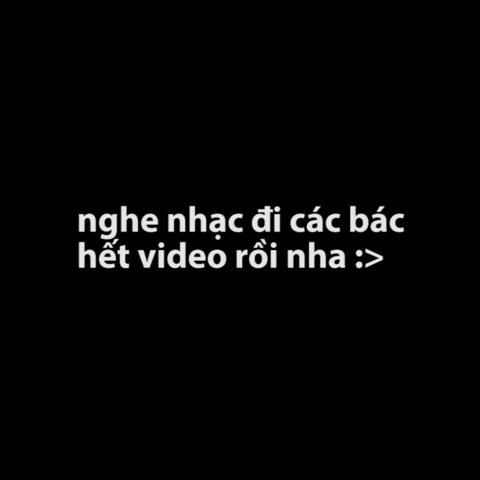 nghe nhạc đi các bác
hết video rồi nha :>